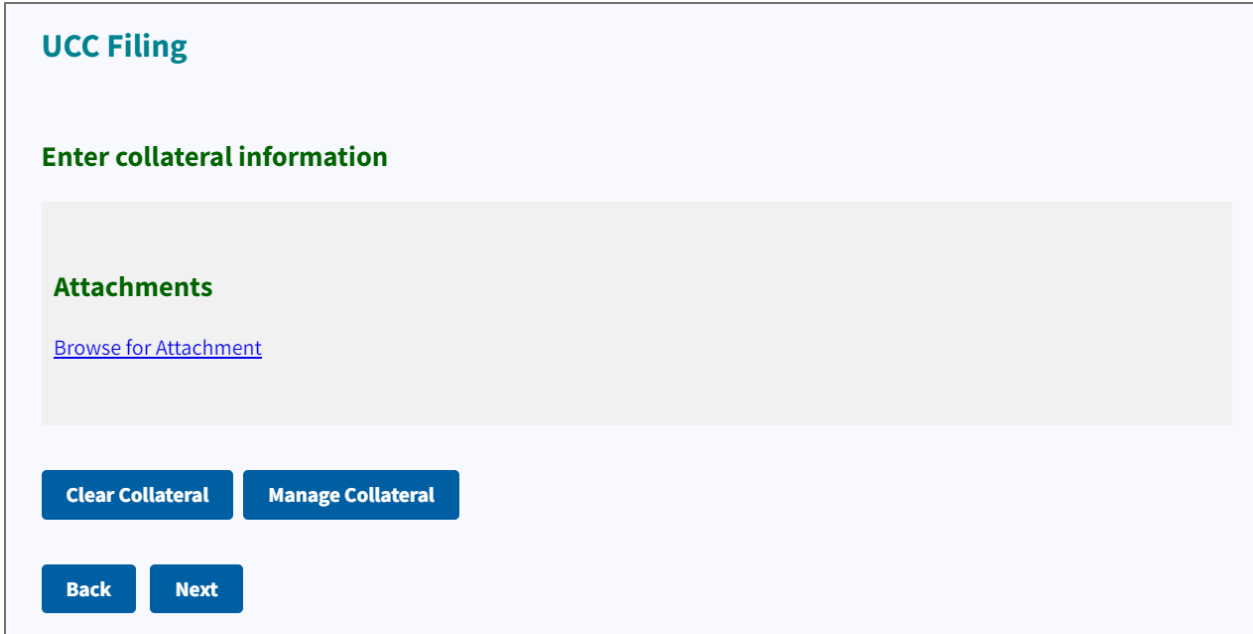 UCC Filing
Enter collateral information
Attachments
Browse for Attachment
Clear Collateral Manage Collateral
Back Next